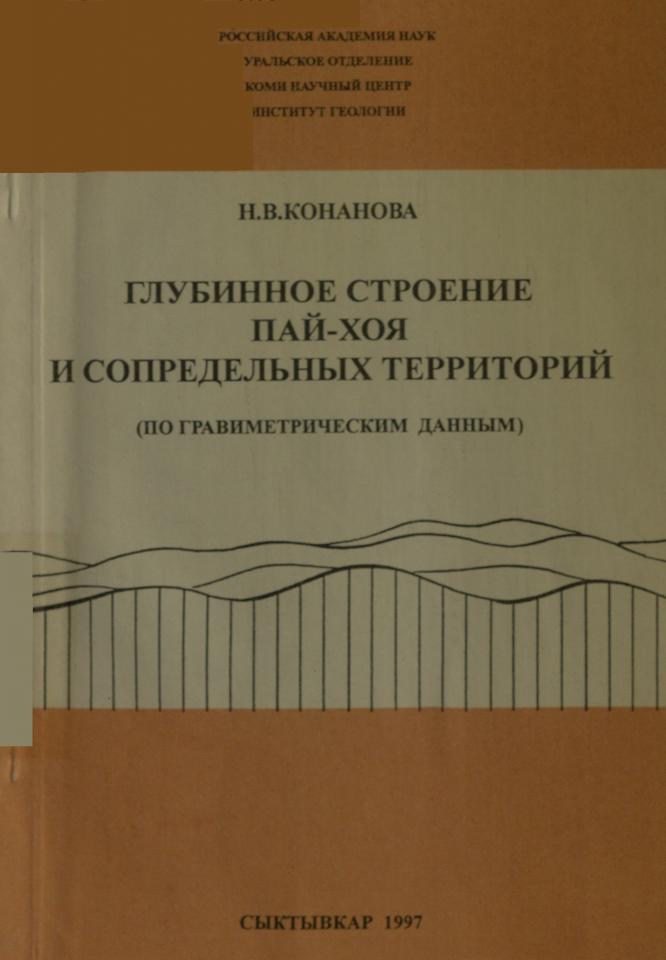 РОССИЙСКАЯ АКАДЕМИЯ НАУК
УРАЛЬСКОЕ ОТДЕЛЕНИЕ
КОМИ НАУЧНЫЙ ЦЕНТР
ИНСТИТУТ ГЕОЛОГИИ
Н.В.КОНАНОВА
ГЛУБИННОЕ СТРОЕНИЕ
ПАЙ-ХОЯ
И СОПРЕДЕЛЬНЫХ ТЕРРИТОРИЙ
(ПО ГРАВИМЕТРИЧЕСКИМ ДАННЫМ)
СЫКТЫВКАР 1997